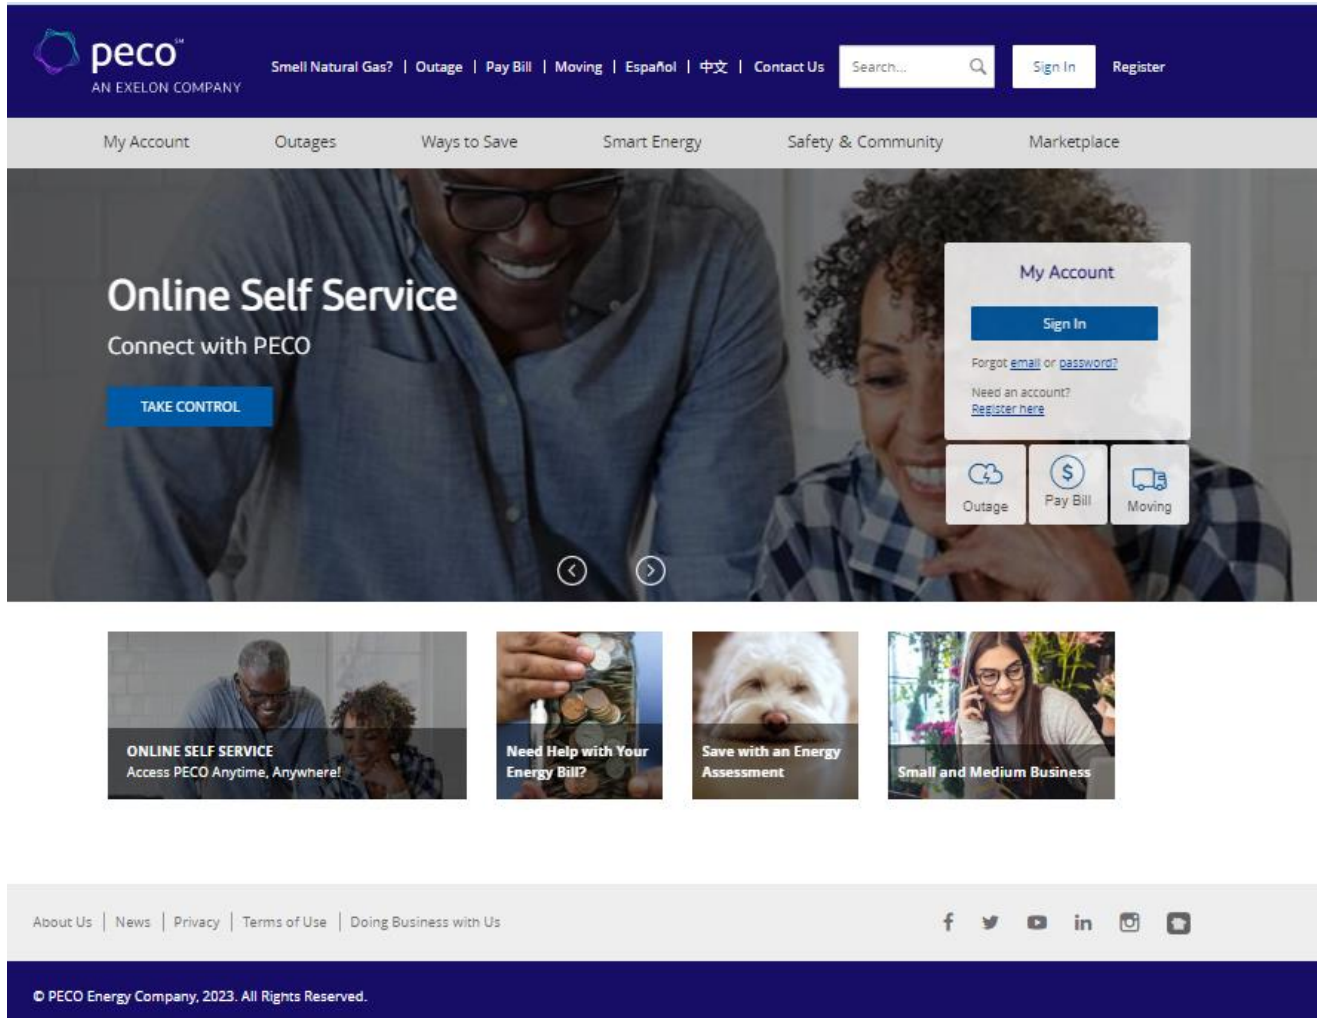 peco℠
AN EXELON COMPANY
Smell Natural Gas? | Outage | Pay Bill | Moving | Español | 中文 | Contact Us
Search...
Sign In
Register
My Account
Outages
Ways to Save
Smart Energy
Safety & Community
Marketplace
Online Self Service
Connect with PECO
TAKE CONTROL
My Account
Sign In
Forgot email or password?
Need an account?
Register here
Outage
Pay Bill
Moving
ONLINE SELF SERVICE
Access PECO Anytime, Anywhere!
Need Help with Your
Energy Bill?
Save with an Energy
Assessment
Small and Medium Business
About Us | News | Privacy | Terms of Use | Doing Business with Us
© PECO Energy Company, 2023. All Rights Reserved.